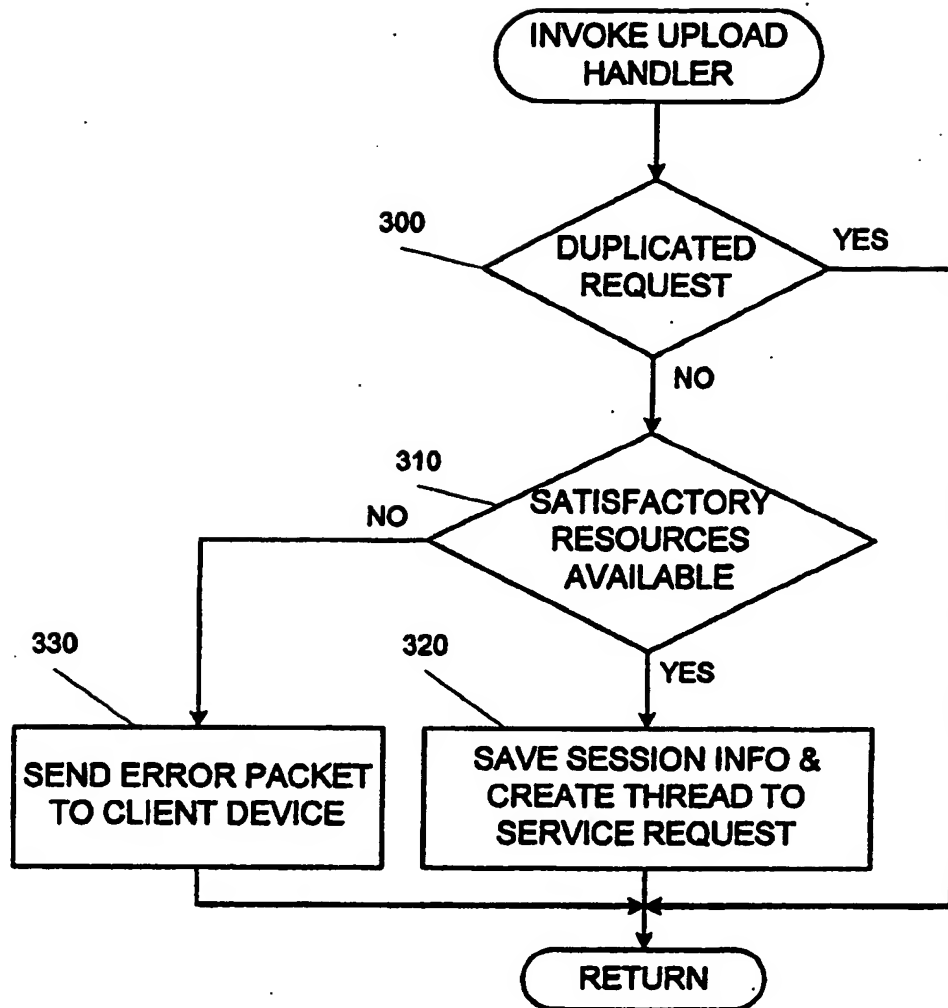 INVOKE UPLOAD
HANDLER
300
DUPLICATED
REQUEST
YES
NO
310
SATISFACTORY
RESOURCES
AVAILABLE
NO
YES
330
SEND ERROR PACKET
TO CLIENT DEVICE
320
SAVE SESSION INFO &
CREATE THREAD TO
SERVICE REQUEST
RETURN